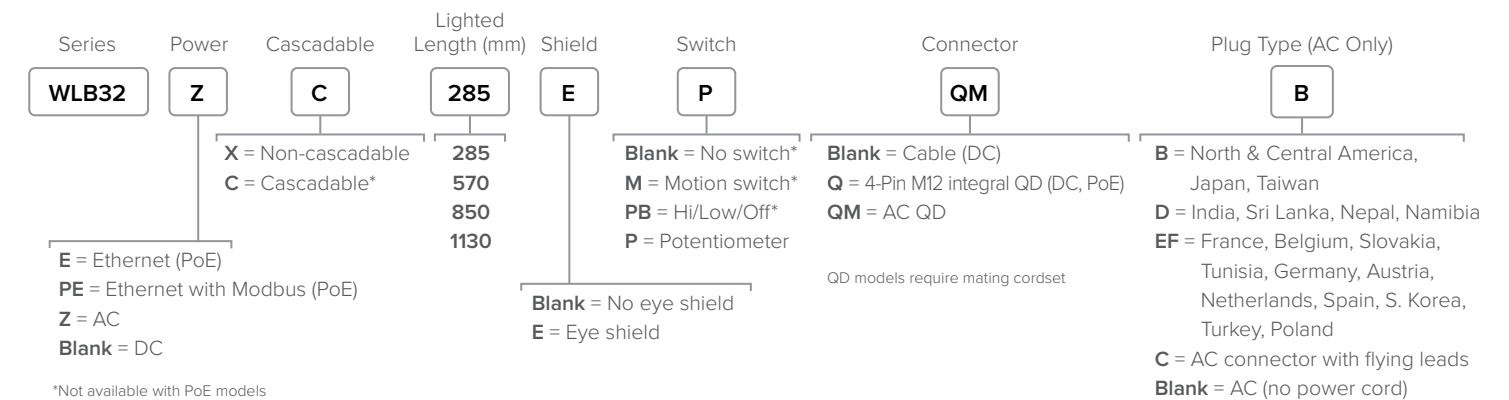 Series
Power
Cascadable
Lighted
Length (mm)
Shield
Switch
Connector
Plug Type (AC Only)
WLB32
Z
C
285
E
P
QM
B
E = Ethernet (PoE)
PE = Ethernet with Modbus (PoE)
Z = AC
Blank = DC
X = Non-cascadable
C = Cascadable*
285
570
850
1130
Blank = No eye shield
E = Eye shield
Blank = No switch*
M = Motion switch*
PB = Hi/Low/Off*
P = Potentiometer
Blank = Cable (DC)
Q = 4-Pin M12 integral QD (DC, PoE)
QM = AC QD
QD models require mating cordset
B = North & Central America,
Japan, Taiwan
D = India, Sri Lanka, Nepal, Namibia
EF = France, Belgium, Slovakia,
Tunisia, Germany, Austria,
Netherlands, Spain, S. Korea,
Turkey, Poland
C = AC connector with flying leads
Blank = AC (no power cord)
*Not available with PoE models